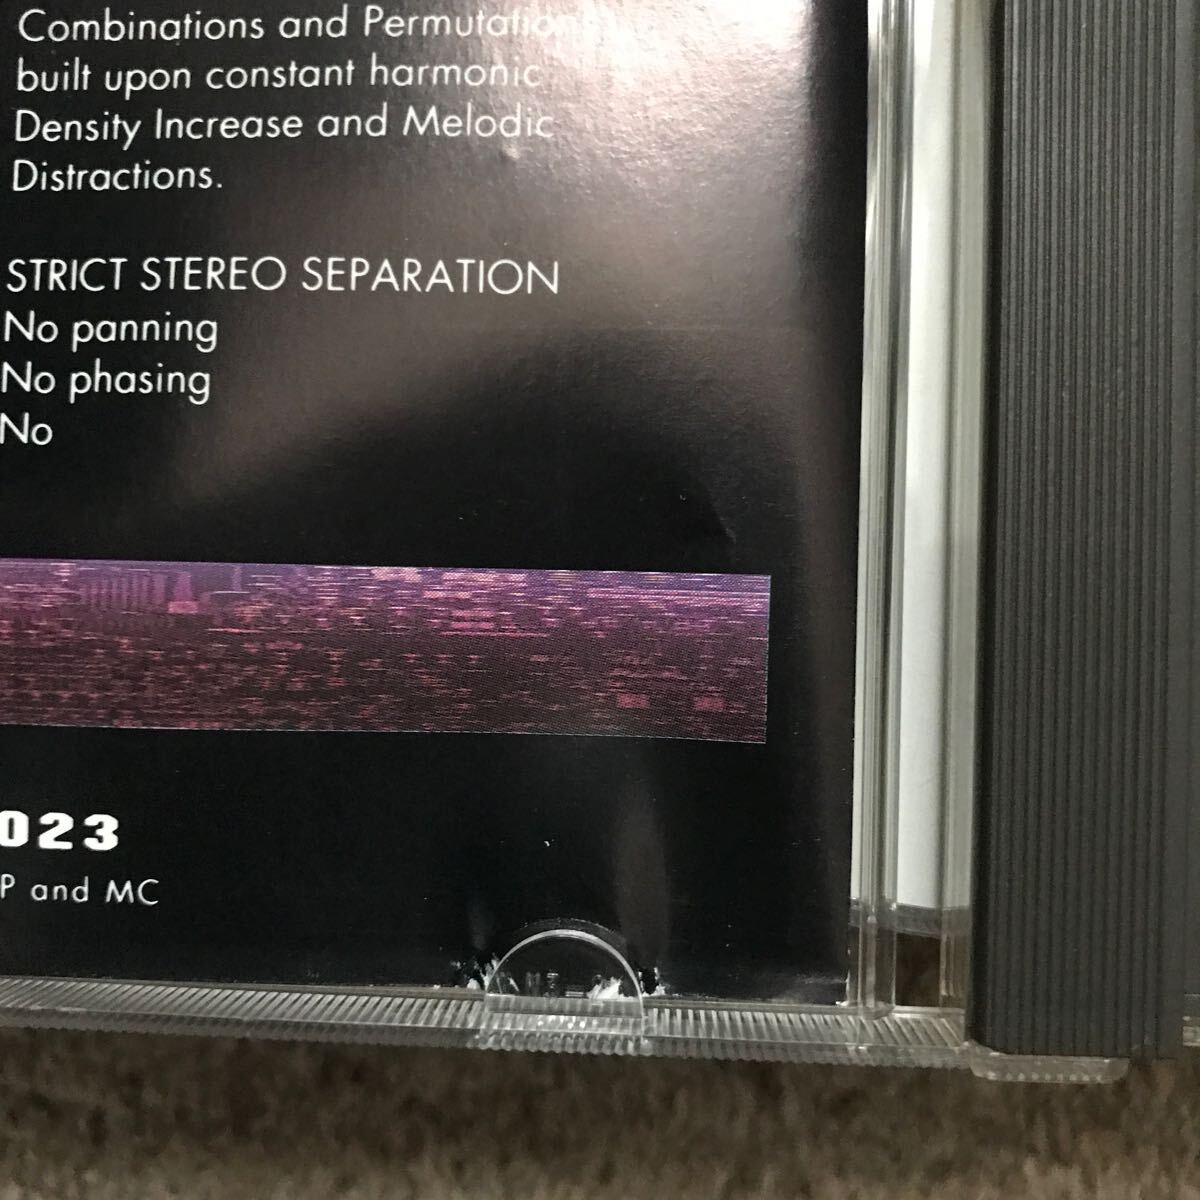 Combinations and Permutations
built upon constant harmonic
Density Increase and Melodic
Distractions.
STRICT STEREO SEPARATION
No panning
No phasing
No
023
P and MC